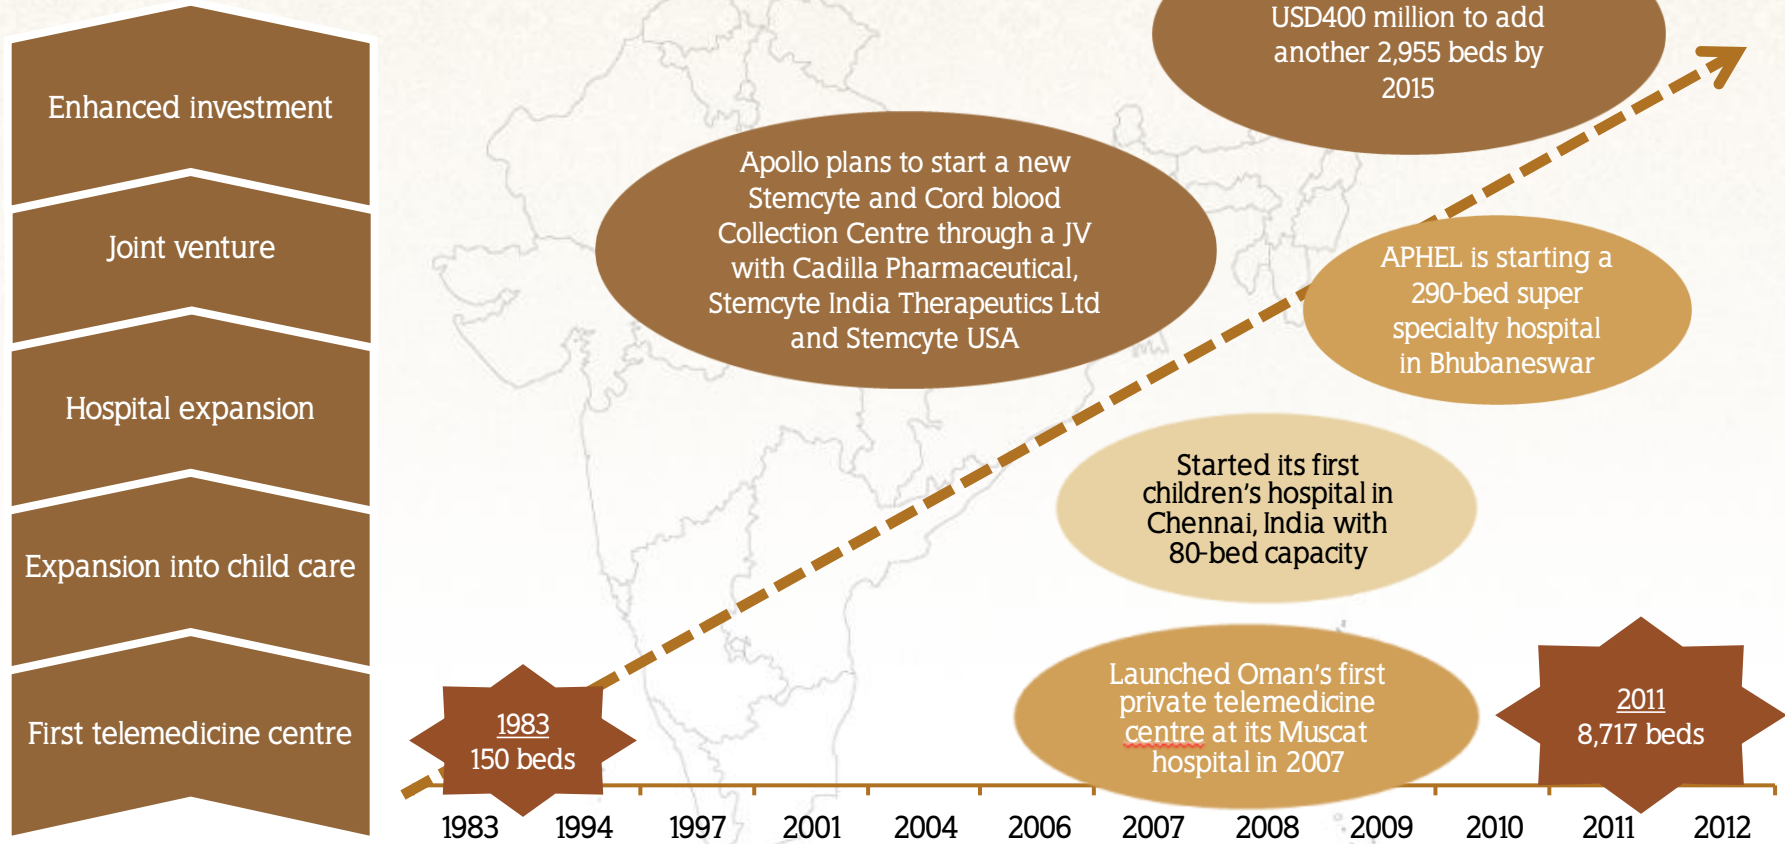 Enhanced investment
Joint venture
Hospital expansion
Expansion into child care
First telemedicine centre
USD400 million to add
another 2,955 beds by
2015
Apollo plans to start a new
Stemcyte and Cord blood
Collection Centre through a JV
with Cadilla Pharmaceutical,
Stemcyte India Therapeutics Ltd
and Stemcyte USA
APHEL is starting a
290-bed super
specialty hospital
in Bhubaneswar
Started its first
children's hospital in
Chennai, India with
80-bed capacity
Launched Oman's first
private telemedicine
centre at its Muscat
hospital in 2007
1983
150 beds
2011
8,717 beds
1983 1994 1997 2001 2004 2006 2007 2008 2009 2010 2011 2012